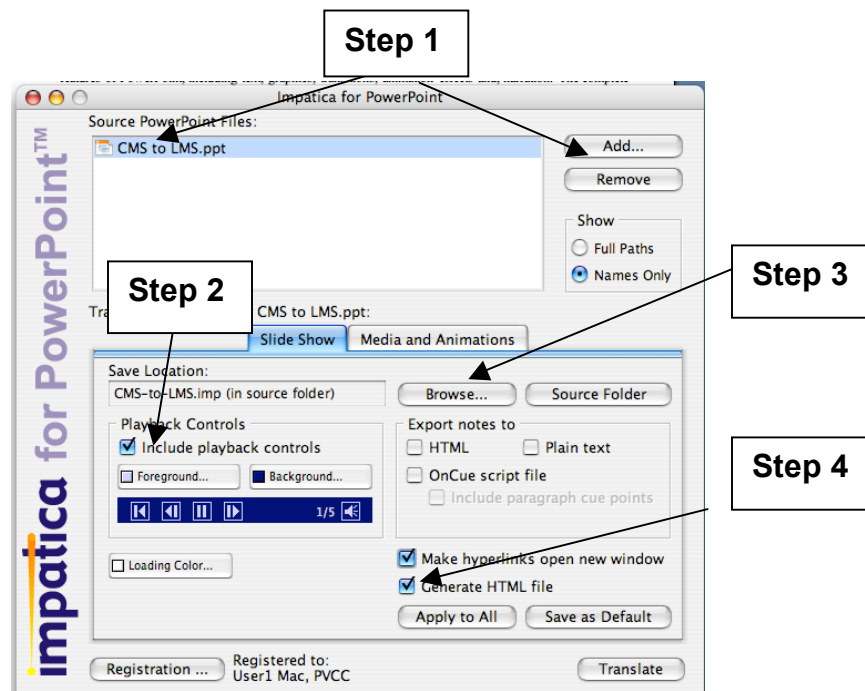 Step 1
Impatica for PowerPoint
Source PowerPoint Files:
CMS to LMS.ppt
Add...
Remove
Show
Full Paths
Names Only
Step 2
Step 3
CMS to LMS.ppt:
Slide Show
Media and Animations
Save Location:
CMS-to-LMS.imp (in source folder)
Browse...
Source Folder
Playback Controls
Include playback controls
Foreground...
Background...
1/5
Export notes to
HTML
Plain text
OnCue script file
Include paragraph cue points
Step 4
Loading Color...
Make hyperlinks open new window
Generate HTML file
Apply to All
Save as Default
Registration ...
Registered to:
User1 Mac, PVCC
Translate
impatica for PowerPoint™